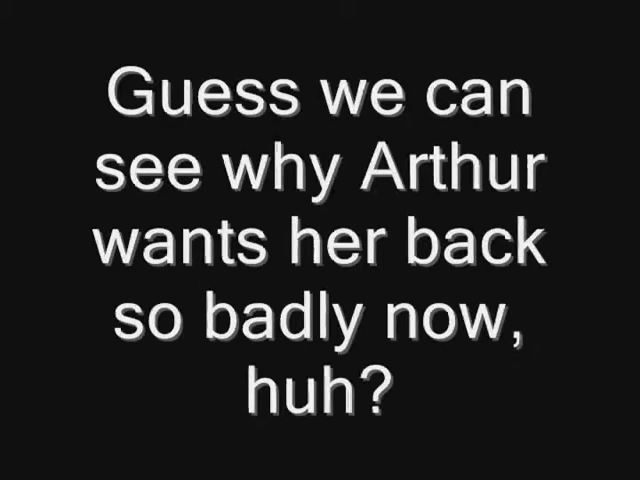 Guess we can
see why Arthur
wants her back
so badly now,
huh?